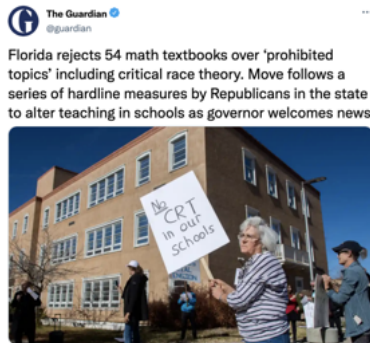 The Guardian
@guardian
Florida rejects 54 math textbooks over ‘prohibited
topics’ including critical race theory. Move follows a
series of hardline measures by Republicans in the state
to alter teaching in schools as governor welcomes news
No
CRT
in our
schools